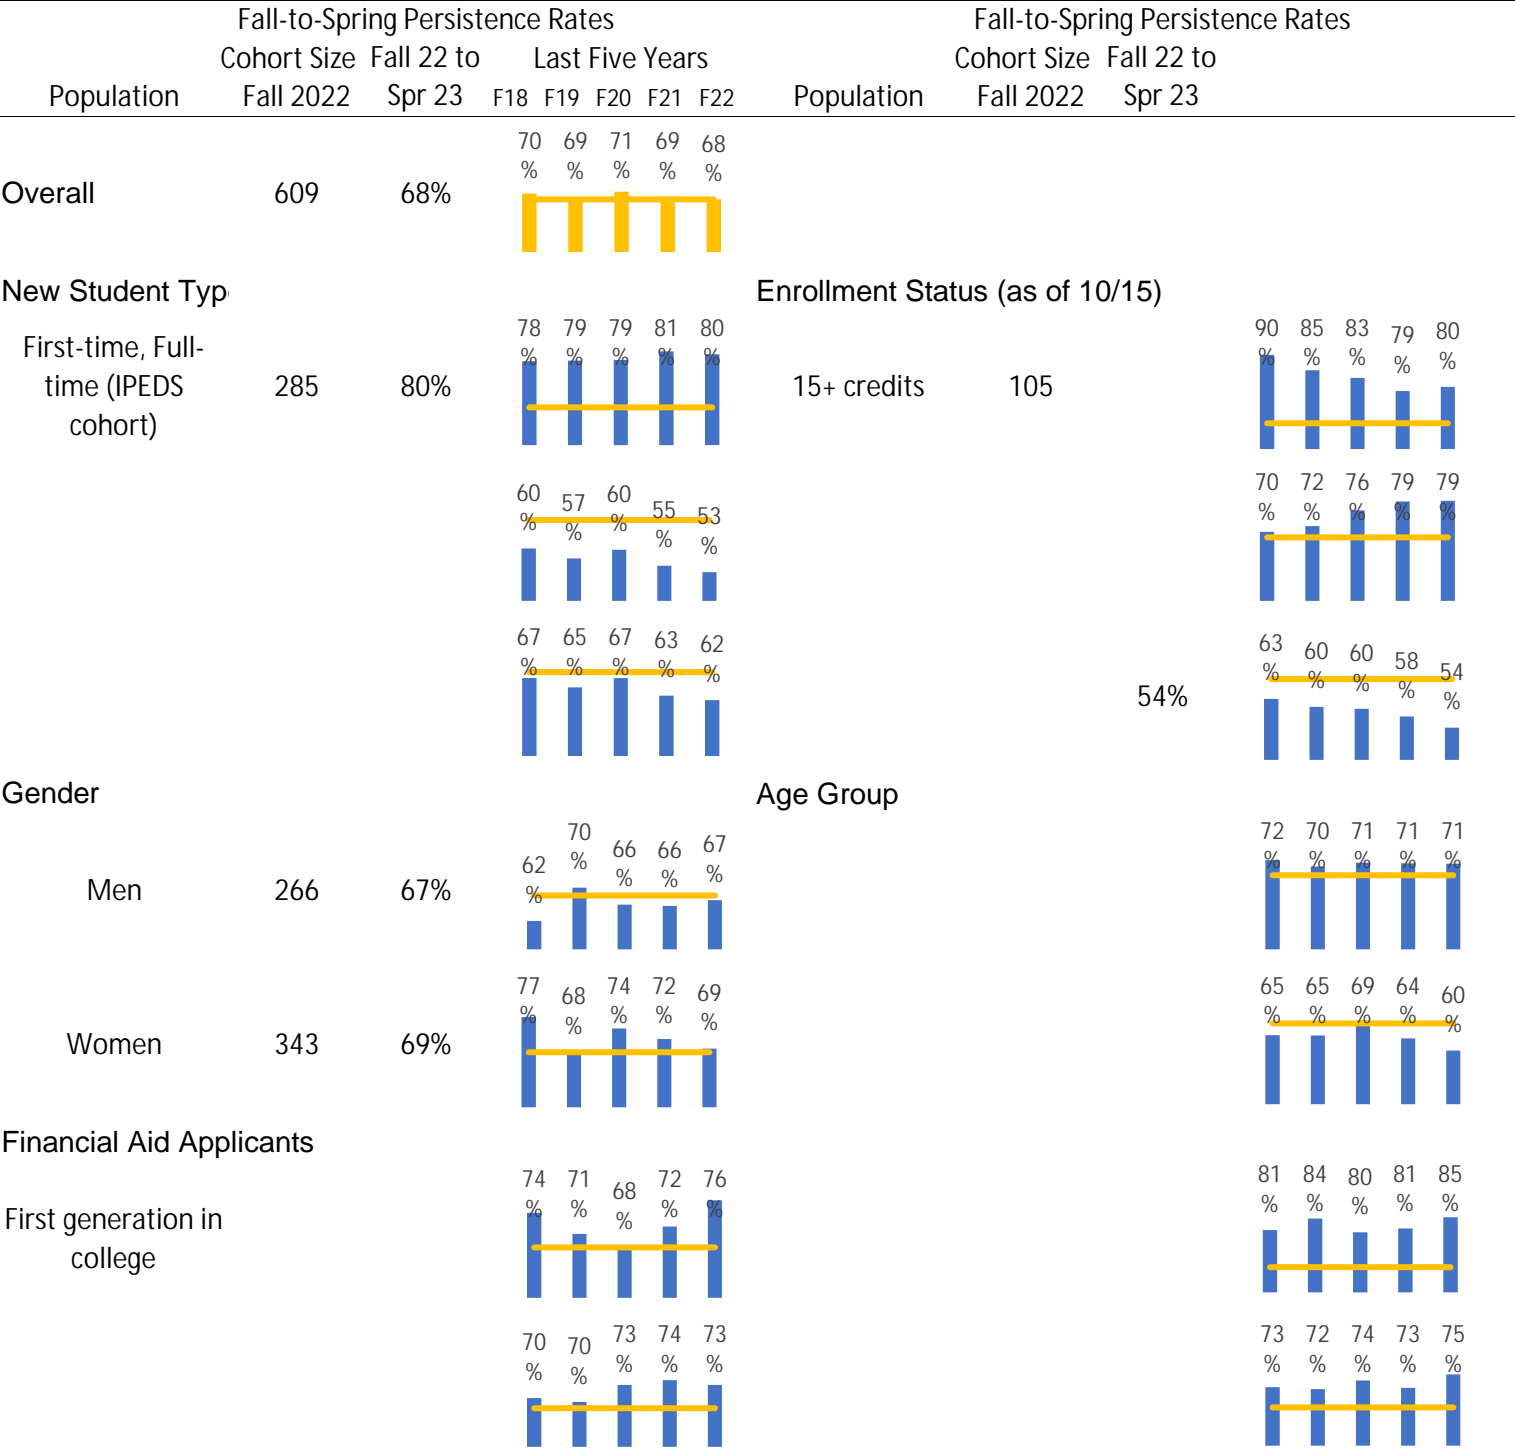 Fall-to-Spring Persistence Rates Fall-to-Spring Persistence Rates
Cohort Size Fall 22 to Last Five Years Cohort Size Fall 22 to
Population Fall 2022 Spr 23 F18 F19 F20 F21 F22 Population Fall 2022 Spr 23
70 69 71 69 68
% % % % %
Overall 609 68%
New Student Typ Enrollment Status (as of 10/15)
78 79 79 81 80 90 85 83 79 80
% % % % % % % % % %
First-time, Full-
time (IPEDS 285 80% 15+ credits 105
cohort)
60 57 60 55 53 70 72 76 79 79
% % % % % % % % % %
67 65 67 63 62 63 60 60 58 54
% % % % % % % % % %
54%
Gender Age Group
62 70 66 66 67 72 70 71 71 71
% % % % % % % % % %
Men 266 67%
77 68 74 72 69 65 65 69 64 60
% % % % % % % % % %
Women 343 69%
Financial Aid Applicants
74 71 68 72 76 81 84 80 81 85
% % % % % % % % % %
First generation in
college
70 70 73 74 73 73 72 74 73 75
% % % % % % % % % %